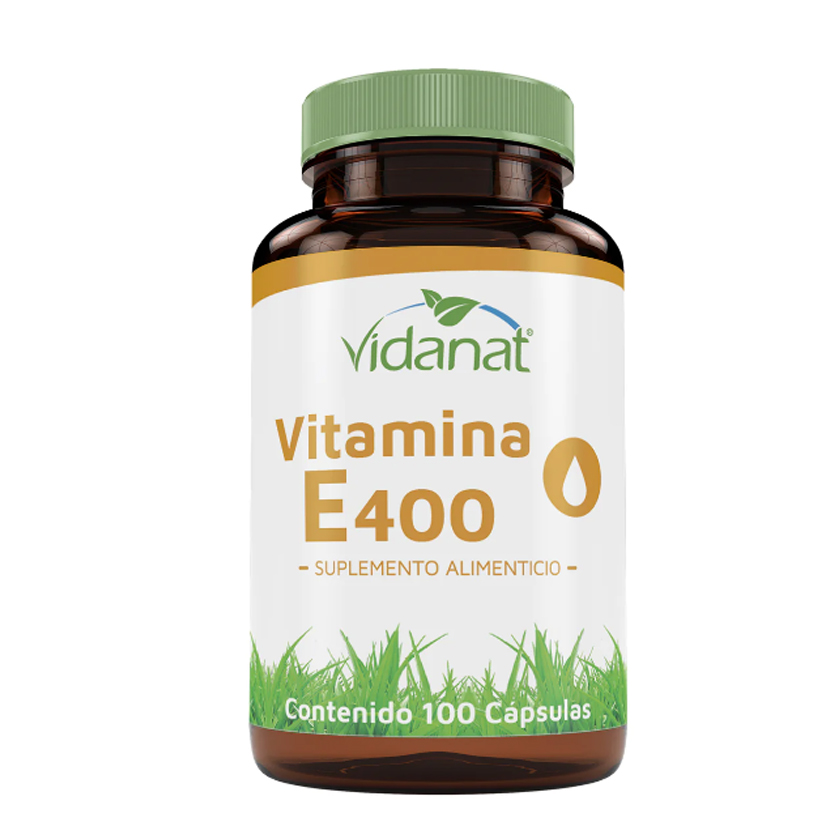 Vidanat®
Vitamina
E400
- SUPLEMENTO ALIMENTICIO -
Contenido 100 Cápsulas